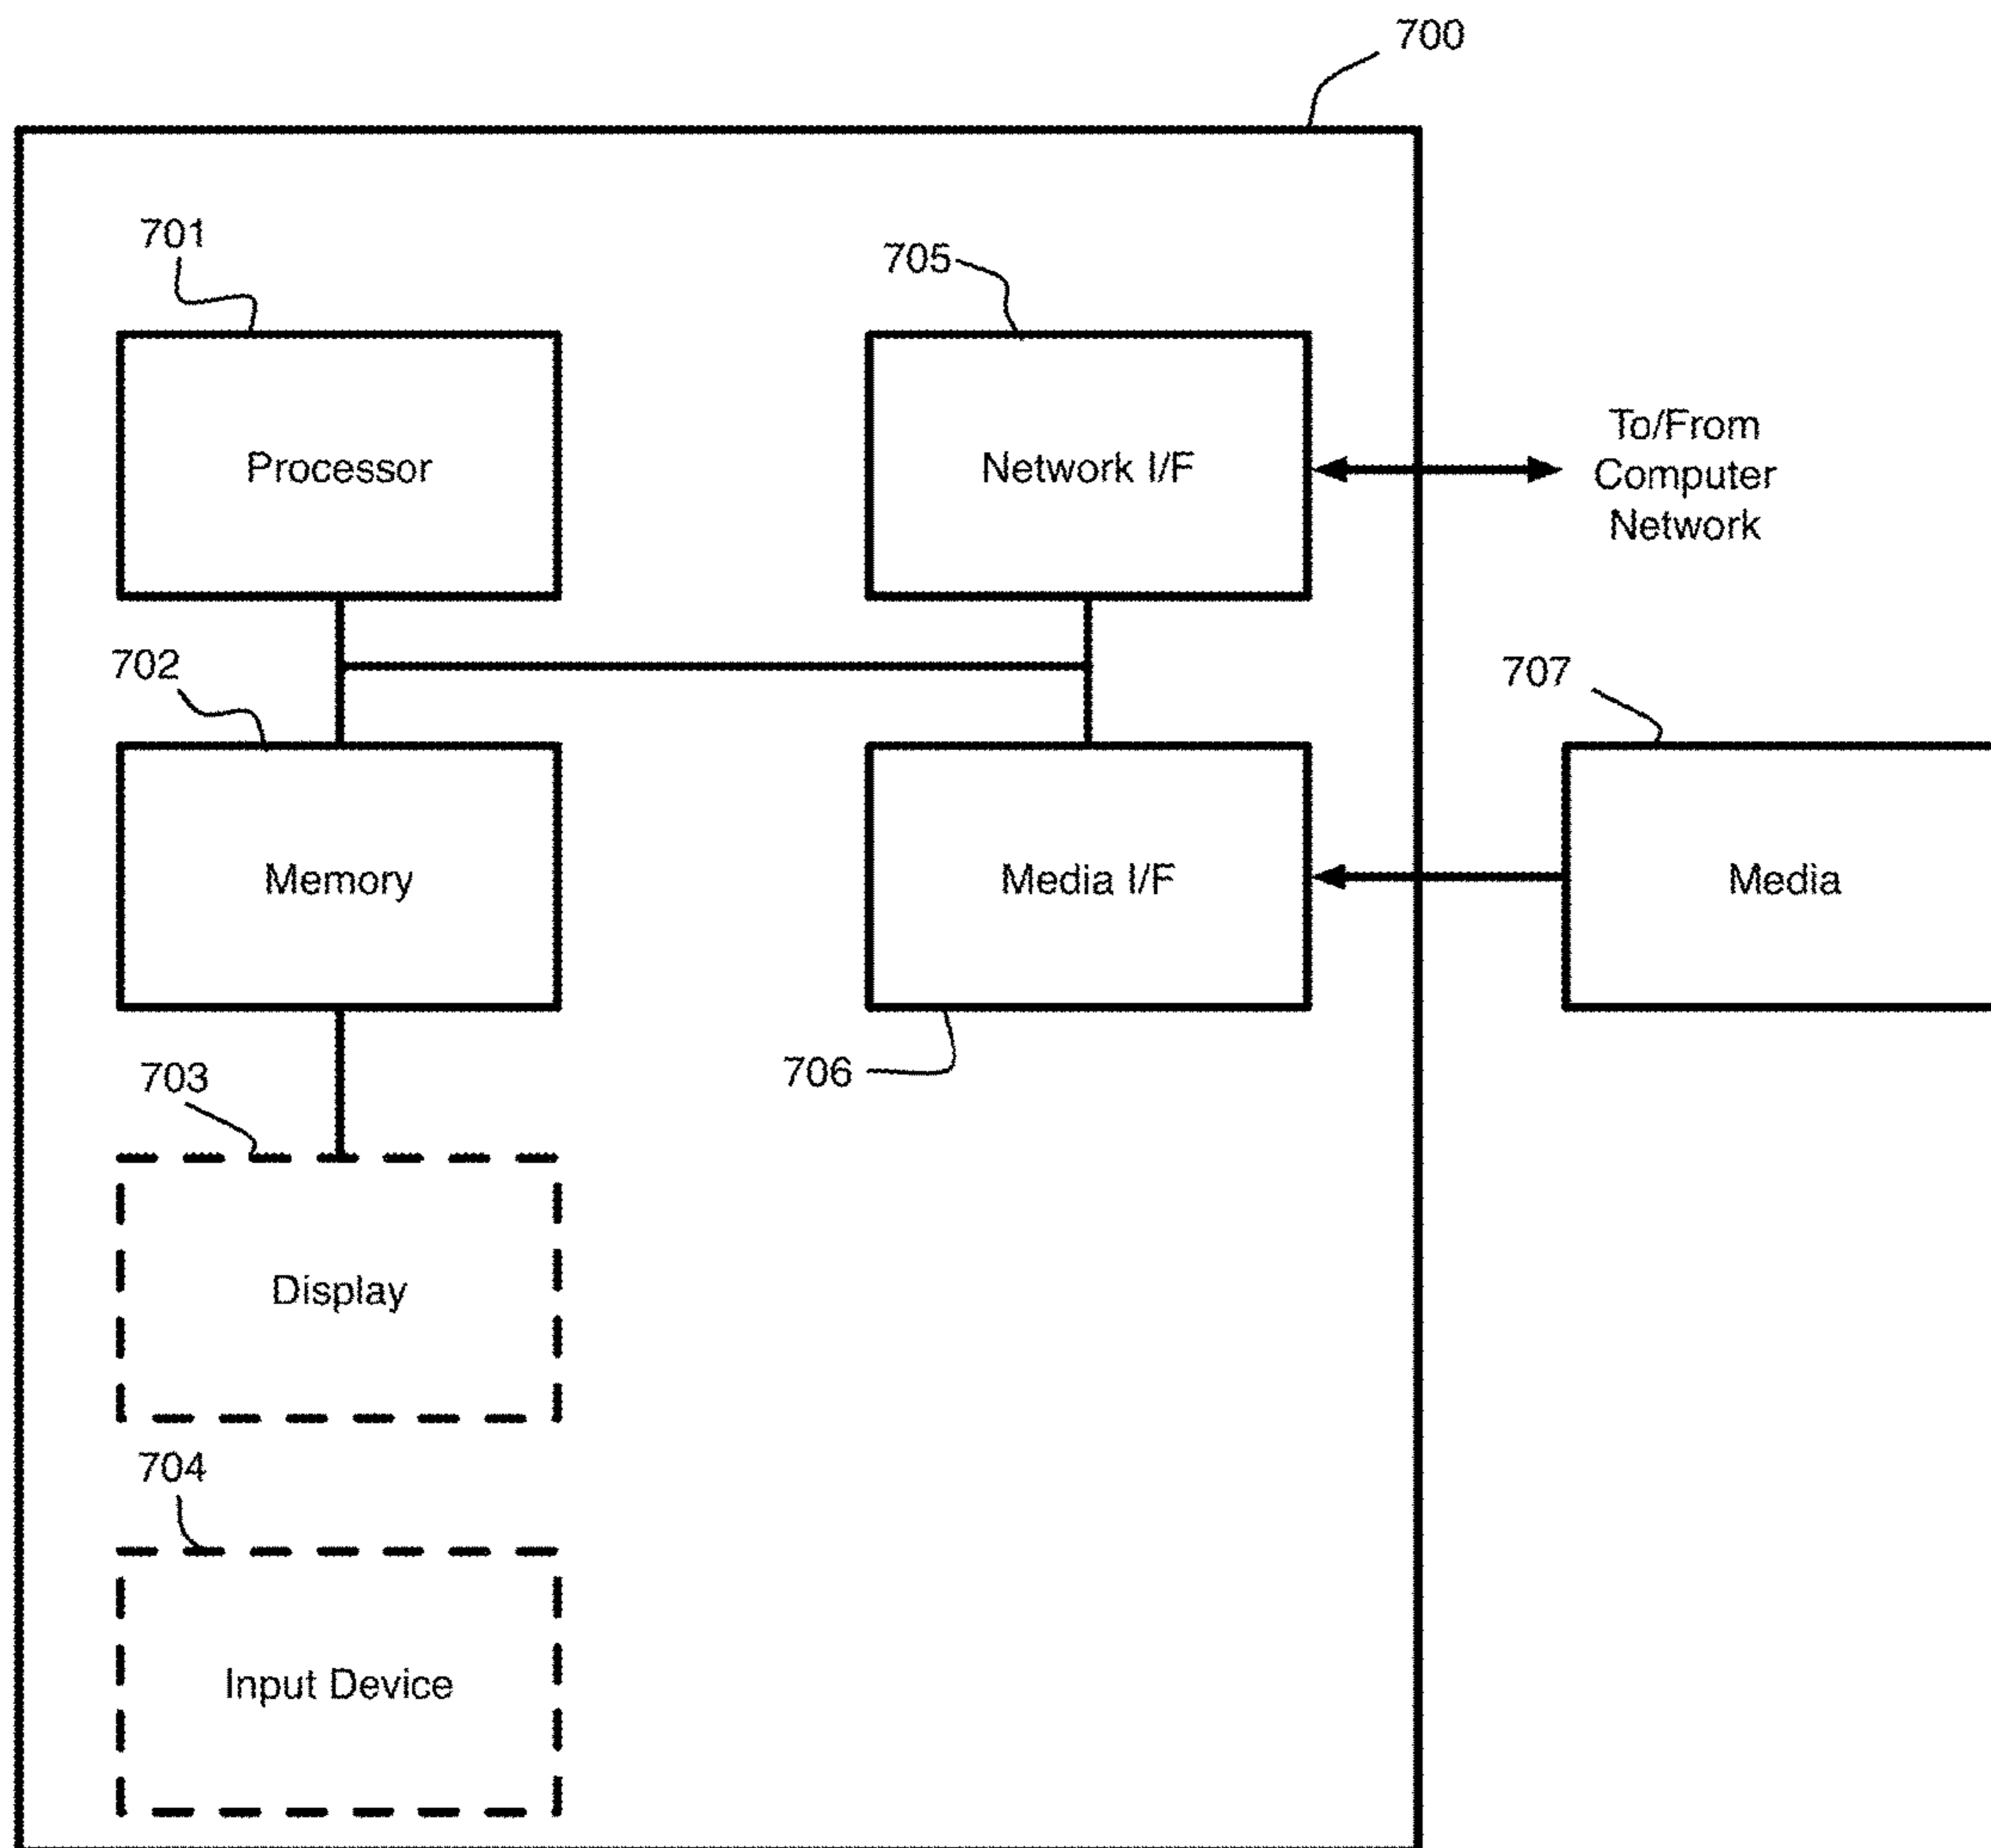 700
701
705
Processor
Network I/F
To/From
Computer
Network
702
707
Memory
Media I/F
Media
703
706
Display
704
Input Device